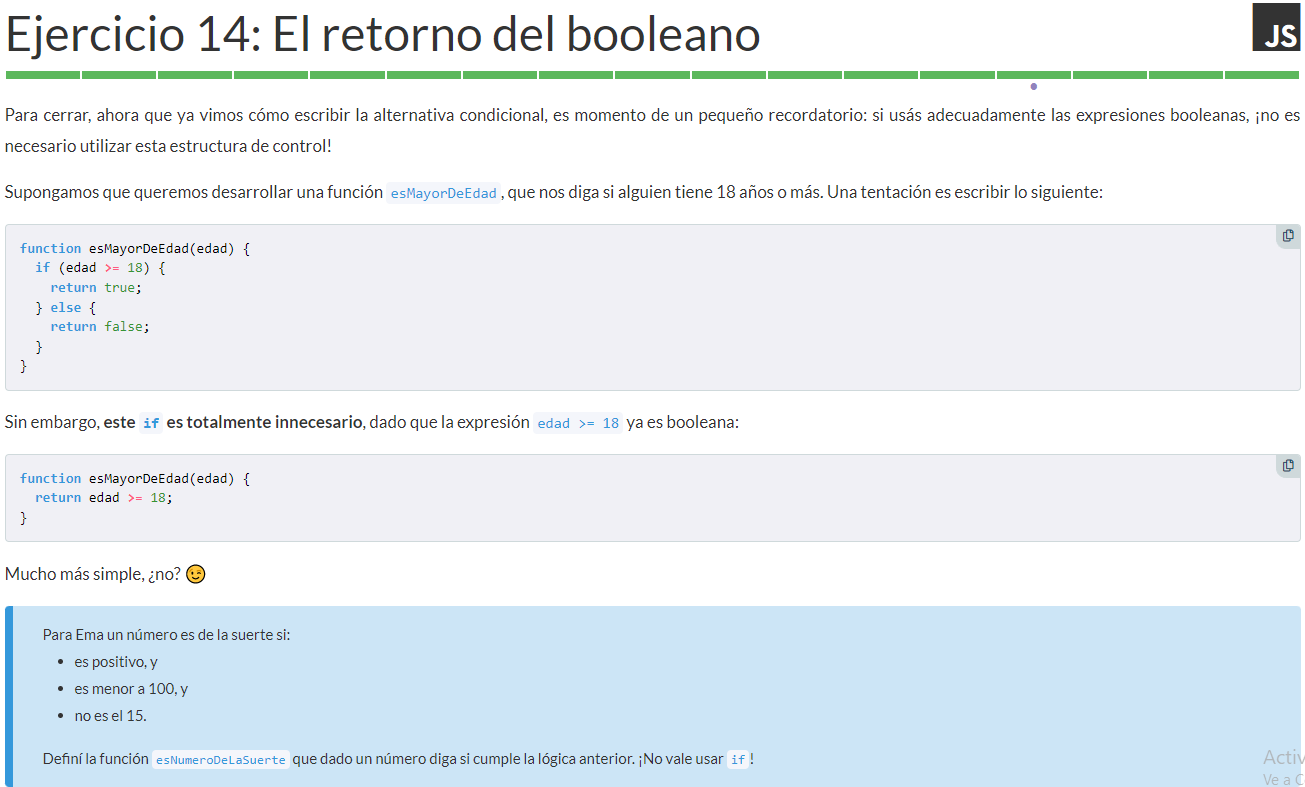 Ejercicio 14: El retorno del booleano
JS
Para cerrar, ahora que ya vimos cómo escribir la alternativa condicional, es momento de un pequeño recordatorio: si usás adecuadamente las expresiones booleanas, ¡no es
necesario utilizar esta estructura de control!
Supongamos que queremos desarrollar una función esMayorDeEdad, que nos diga si alguien tiene 18 años o más. Una tentación es escribir lo siguiente:
function esMayorDeEdad(edad) {
  if (edad >= 18) {
    return true;
  } else {
    return false;
  }
}
Sin embargo, este if es totalmente innecesario, dado que la expresión edad >= 18 ya es booleana:
function esMayorDeEdad(edad) {
  return edad >= 18;
}
Mucho más simple, ¿no? 😉
Para Ema un número es de la suerte si:
• es positivo, y
• es menor a 100, y
• no es el 15.
Definí la función esNumeroDeLaSuerte que dado un número diga si cumple la lógica anterior. ¡No vale usar if!
Ve a